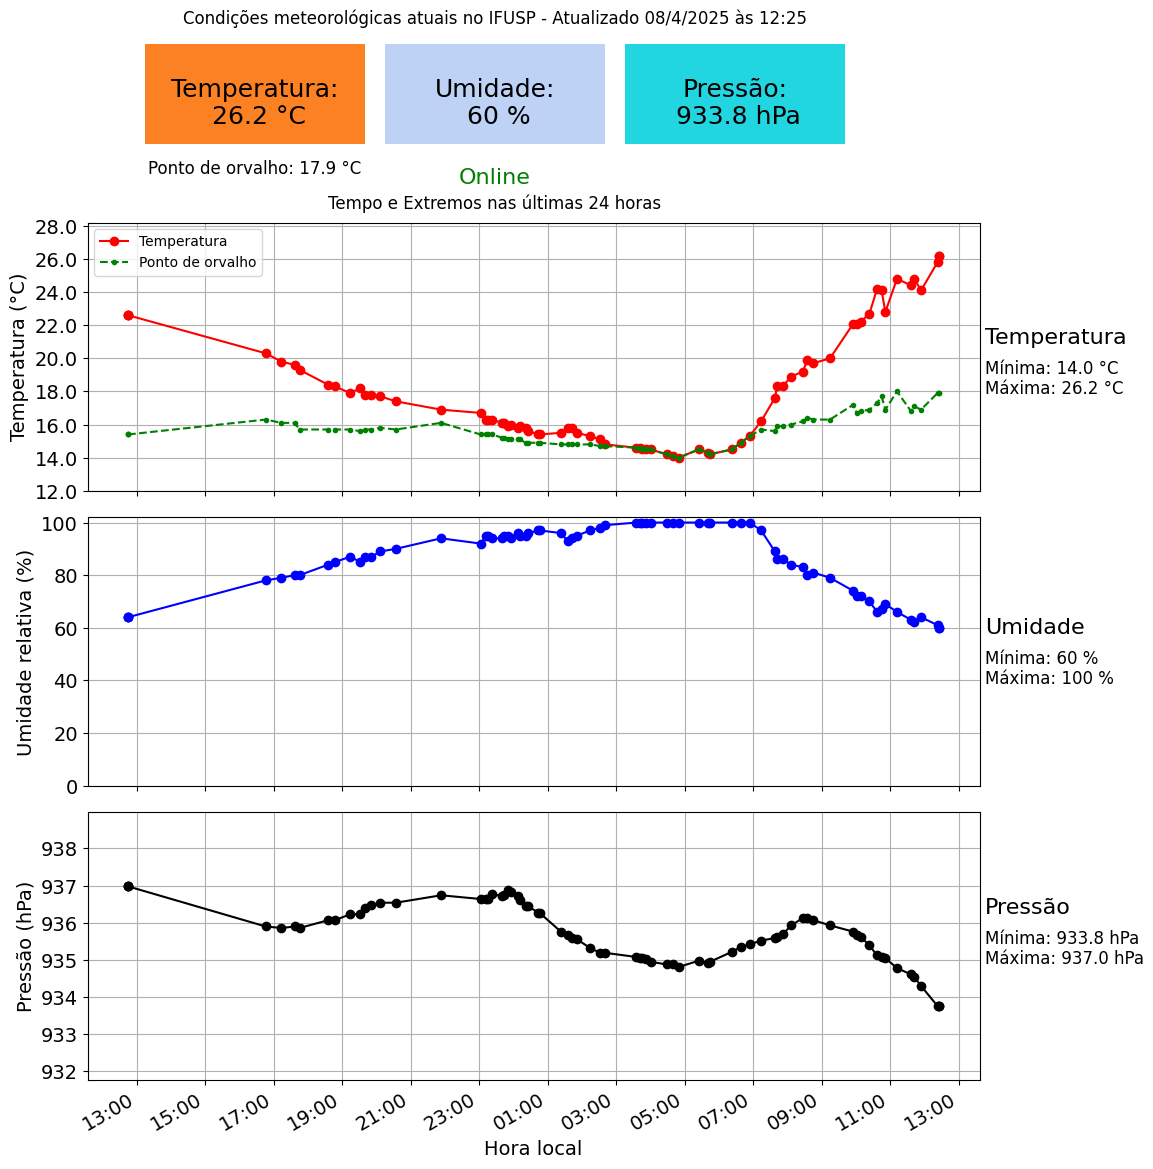 Condições meteorológicas atuais no IFUSP - Atualizado 08/4/2025 às 12:25
Temperatura:
26.2 °C
Umidade:
60 %
Pressão:
933.8 hPa
Ponto de orvalho: 17.9 °C
Online
Tempo e Extremos nas últimas 24 horas
Temperatura (°C)
28.0
26.0
24.0
22.0
20.0
18.0
16.0
14.0
12.0
Temperatura
Ponto de orvalho
Temperatura
Mínima: 14.0 °C
Máxima: 26.2 °C
Umidade relativa (%)
100
80
60
40
20
0
Umidade
Mínima: 60 %
Máxima: 100 %
Pressão (hPa)
938
937
936
935
934
933
932
Pressão
Mínima: 933.8 hPa
Máxima: 937.0 hPa
13:00 15:00 17:00 19:00 21:00 23:00 01:00 03:00 05:00 07:00 09:00 11:00 13:00
Hora local